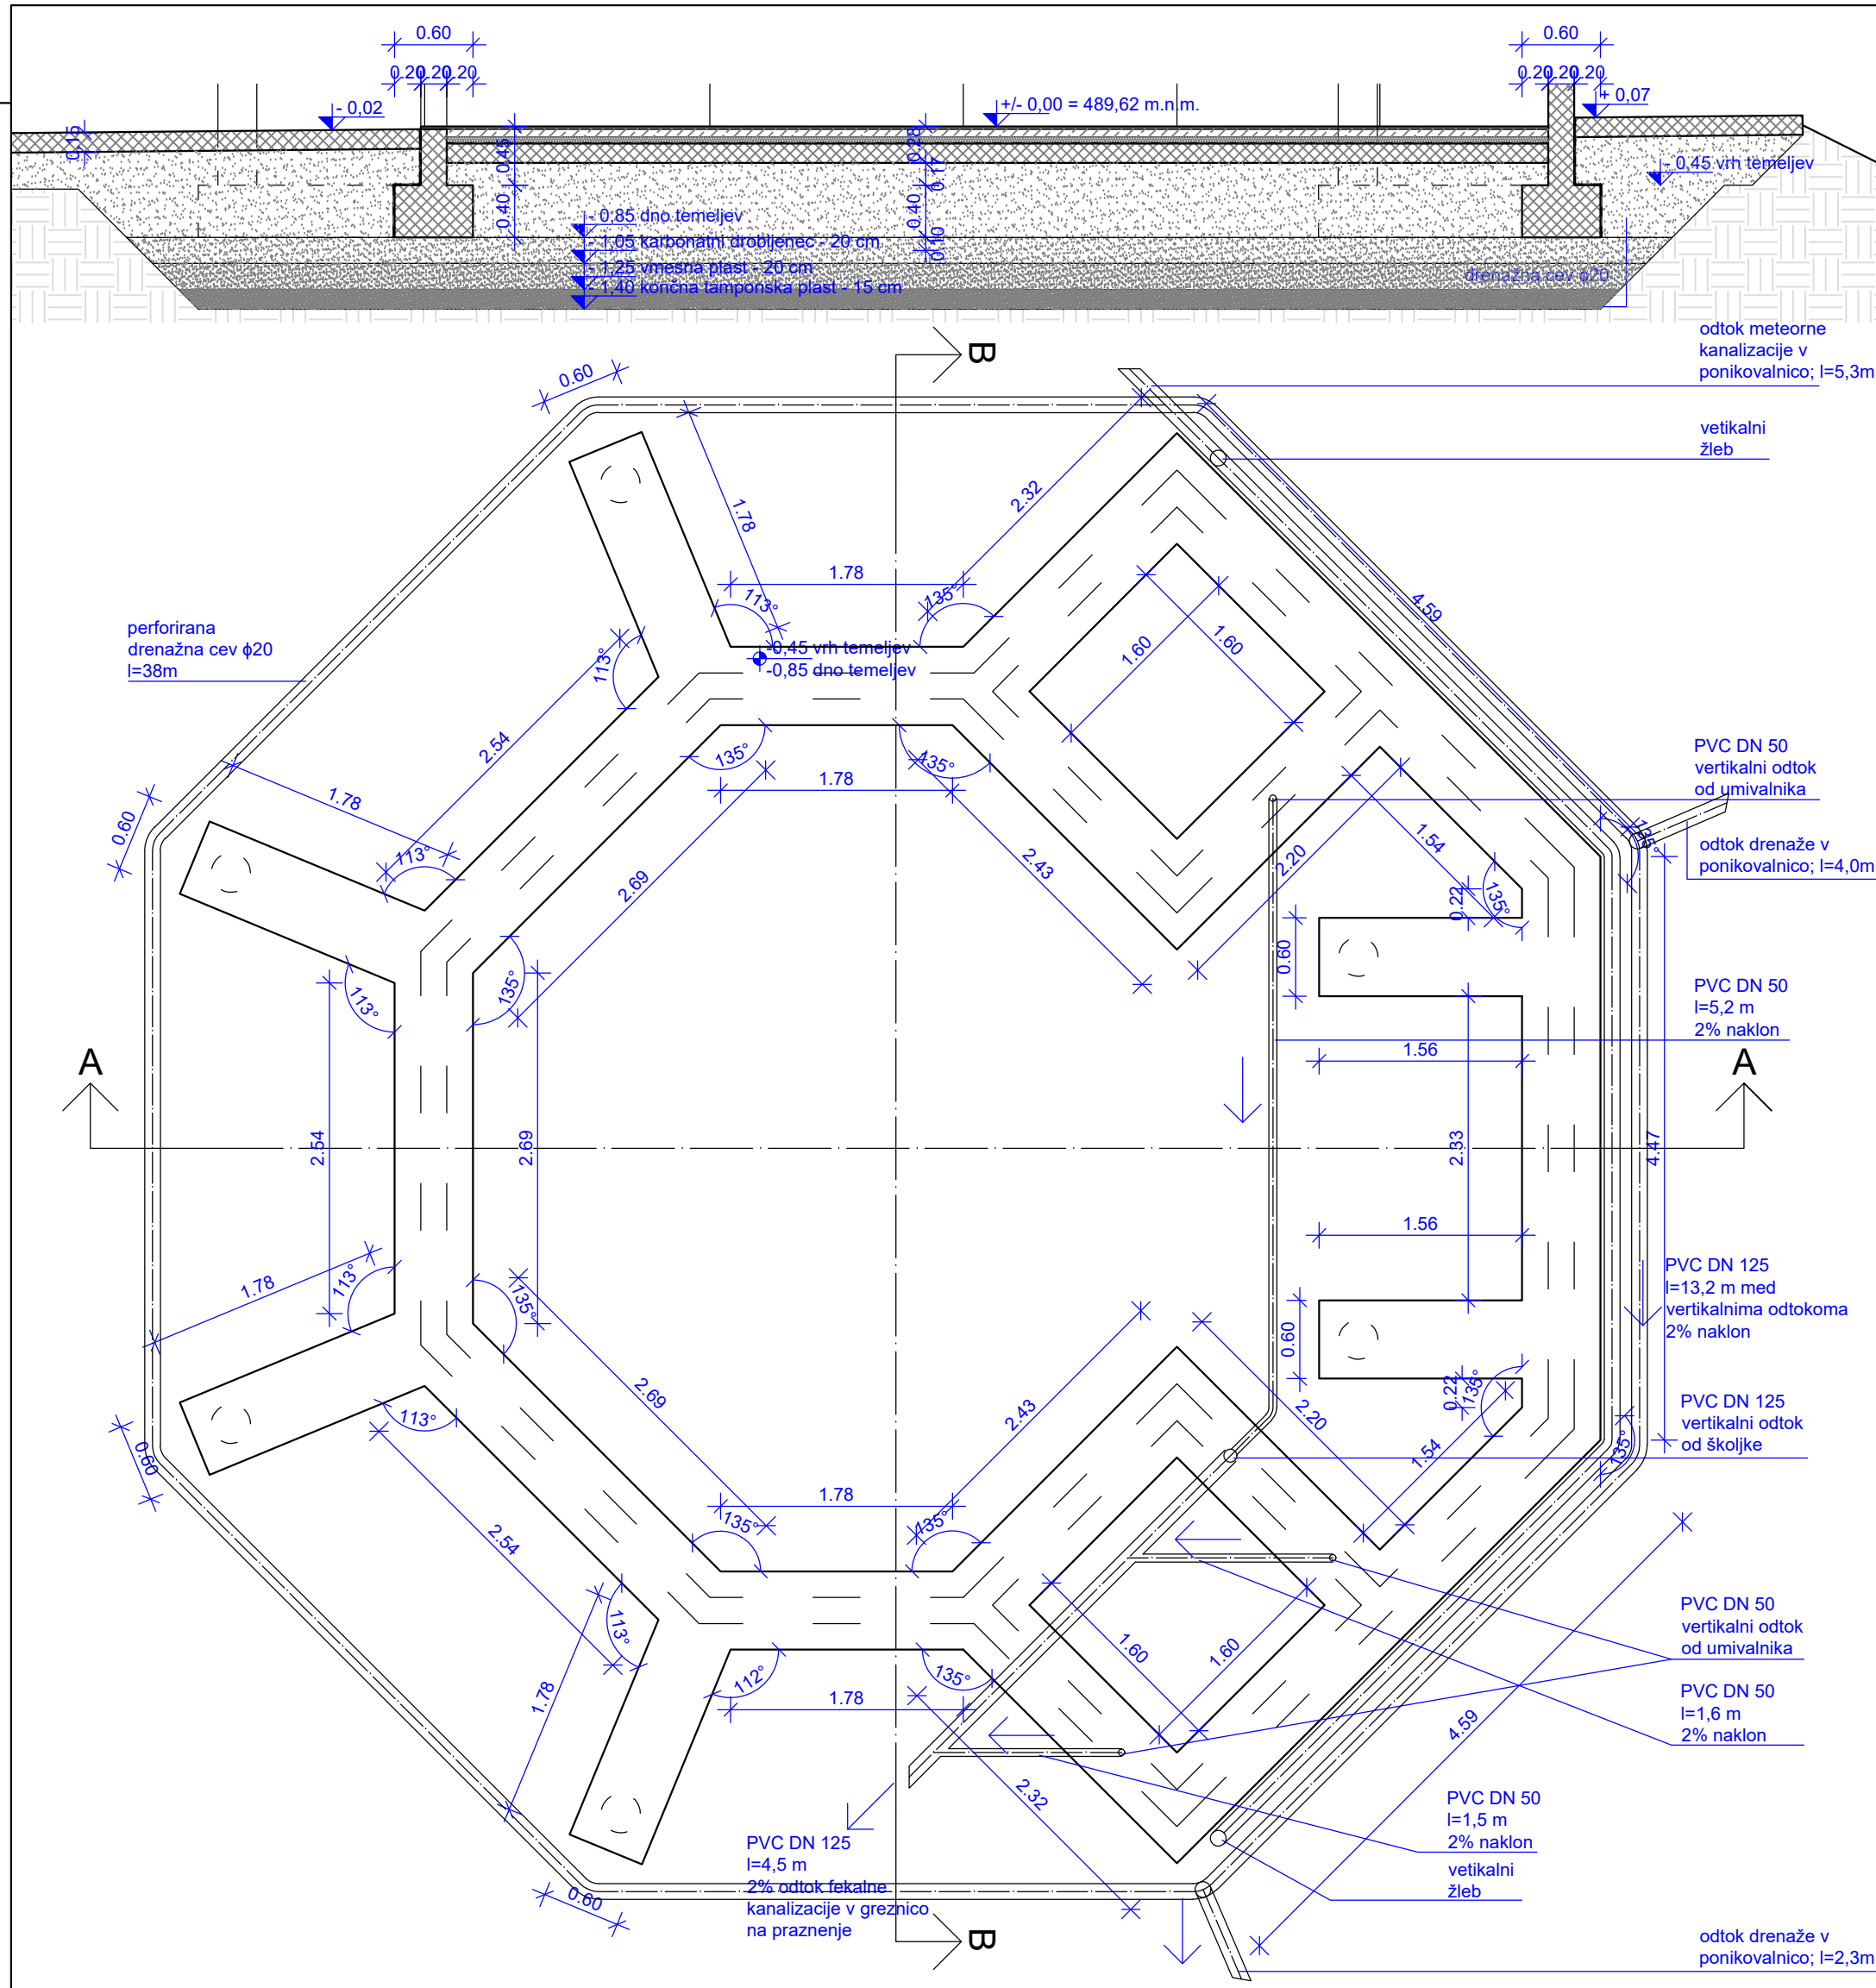 0.60
0.60
0.20
0.20
0.20
0.20
0.20
0.20
- 0,02
+/- 0,00 = 489,62 m.n.m.
+ 0,07
0.15
0.45
0.28
0.17
- 0,45 vrh temeljev
0.40
0.40
0.10
- 0,85 dno temeljev
- 1,05 karbonatni drobljenec - 20 cm
- 1,25 vmesna plast - 20 cm
- 1,40 končna tamponska plast - 15 cm
drenažna cev ϕ20
odtok meteorne
kanalizacije v
ponikovalnico; l=5,3m
B
0.60
vetikalni
žleb
1.78
2.32
1.78
113°
135°
4.59
1.60
1.60
perforirana
drenažna cev ϕ20
l=38m
-0,45 vrh temeljev
-0,85 dno temeljev
113°
2.54
135°
135°
1.78
PVC DN 50
vertikalni odtok
od umivalnika
1.78
0.60
113°
2.69
2.43
2.20
1.54
135°
odtok drenaže v
ponikovalnico; l=4,0m
0.22
135°
0.60
113°
135°
PVC DN 50
l=5,2 m
2% naklon
A
1.56
A
2.54
2.69
2.33
4.47
1.56
1.78
113°
135°
PVC DN 125
l=13,2 m med
vertikalnima odtokoma
2% naklon
0.60
2.69
2.43
2.20
0.22
135°
113°
PVC DN 125
vertikalni odtok
od školjke
0.60
1.54
135°
1.78
135°
135°
2.54
113°
1.60
1.60
PVC DN 50
vertikalni odtok
od umivalnika
1.78
112°
135°
1.78
PVC DN 50
l=1,6 m
2% naklon
4.59
2.32
PVC DN 50
l=1,5 m
2% naklon
PVC DN 125
l=4,5 m
2% odtok fekalne
kanalizacije v greznico
na praznenje
vetikalni
žleb
0.60
B
odtok drenaže v
ponikovalnico; l=2,3m